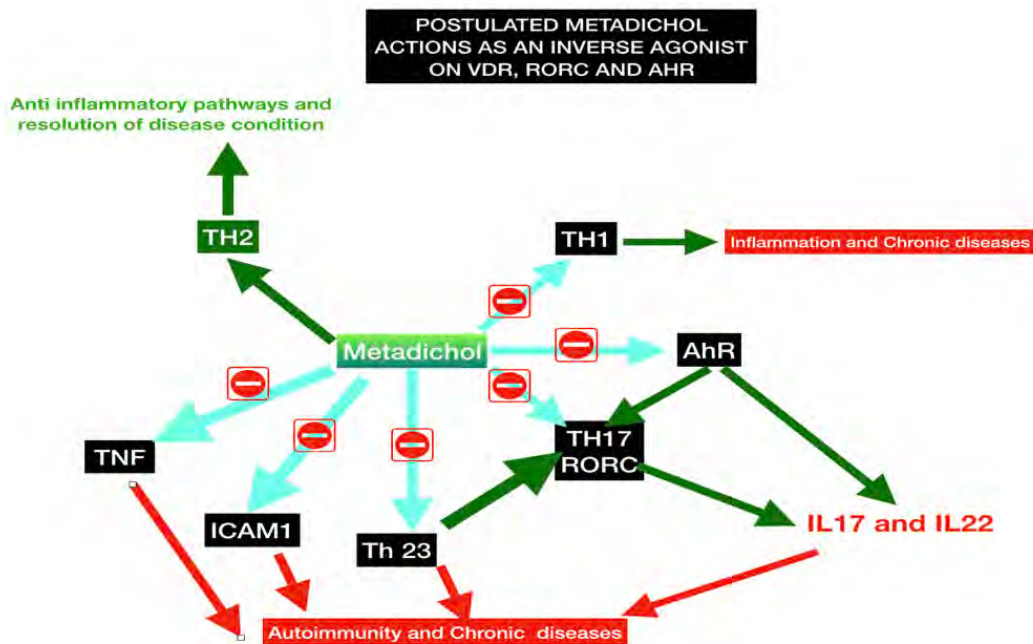 POSTULATED METADICHOL
ACTIONS AS AN INVERSE AGONIST
ON VDR, RORC AND AHR
Anti inflammatory pathways and
resolution of disease condition
TH2
TH1
Inflammation and Chronic diseases
Metadichol
AhR
TH17
RORC
TNF
ICAM1
Th 23
IL17 and IL22
Autoimmunity and Chronic diseases